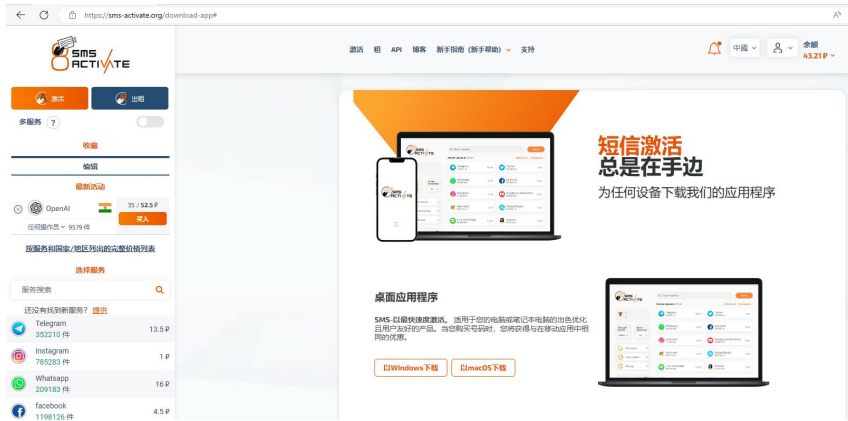 https://sms-activate.org/download-app#
SMS
ACTIVATE
激活 租 API 博客 新手指南（新手帮助） 支持
中國
余额
43.21₽
激活
出租
多服务 ?
收藏
编辑
最新活动
OpenAI
35 / 52.5 ₽
买入
任何操作员 9579 件
按服务和国家/地区列出的完整价格列表
选择服务
服务搜索
还没有找到新服务？ 提供
Telegram
352210 件
13.5 ₽
Instagram
785283 件
1 ₽
Whatsapp
209183 件
16 ₽
facebook
1198126 件
4.5 ₽
短信激活
总是在手边
为任何设备下载我们的应用程序
桌面应用程序
SMS-以最快速度激活。 适用于您的电脑或笔记本电脑的出色优化
且用户友好的产品。当您购买号码时，您将获得与在移动应用中相
同的优惠。
以Windows下载
以macOS下载